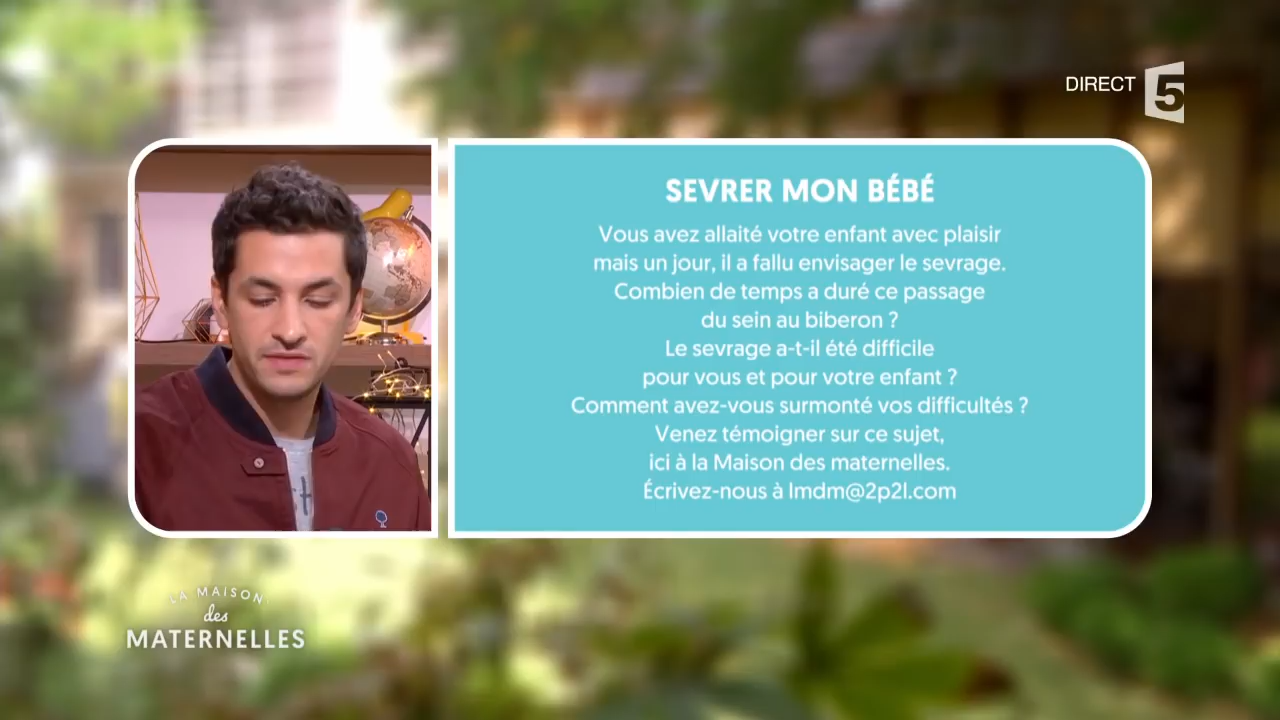 DIRECT 5
SEVRER MON BÉBÉ
Vous avez allaité votre enfant avec plaisir
mais un jour, il a fallu envisager le sevrage.
Combien de temps a duré ce passage
du sein au biberon ?
Le sevrage a-t-il été difficile
pour vous et pour votre enfant ?
Comment avez-vous surmonté vos difficultés ?
Venez témoigner sur ce sujet,
ici à la Maison des maternelles.
Écrivez-nous à lmdm@2p2l.com
LA MAISON
des
MATERNELLES